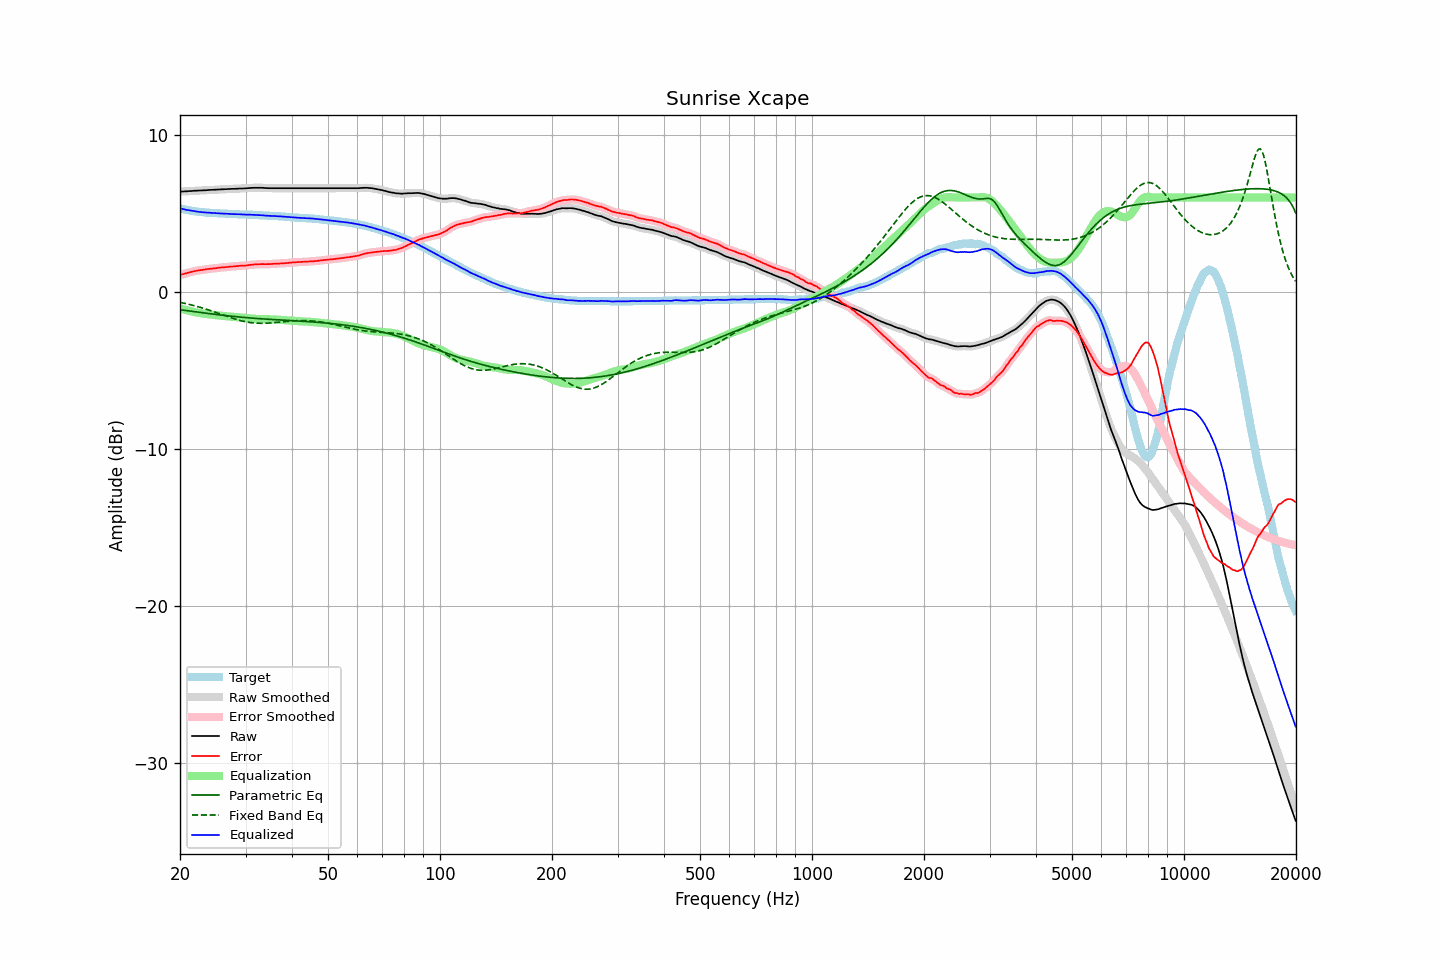 Sunrise Xcape
10
0
−10
−20
−30
Amplitude (dBr)
Target
Raw Smoothed
Error Smoothed
Raw
Error
Equalization
Parametric Eq
Fixed Band Eq
Equalized
20 50 100 200 500 1000 2000 5000 10000 20000
Frequency (Hz)